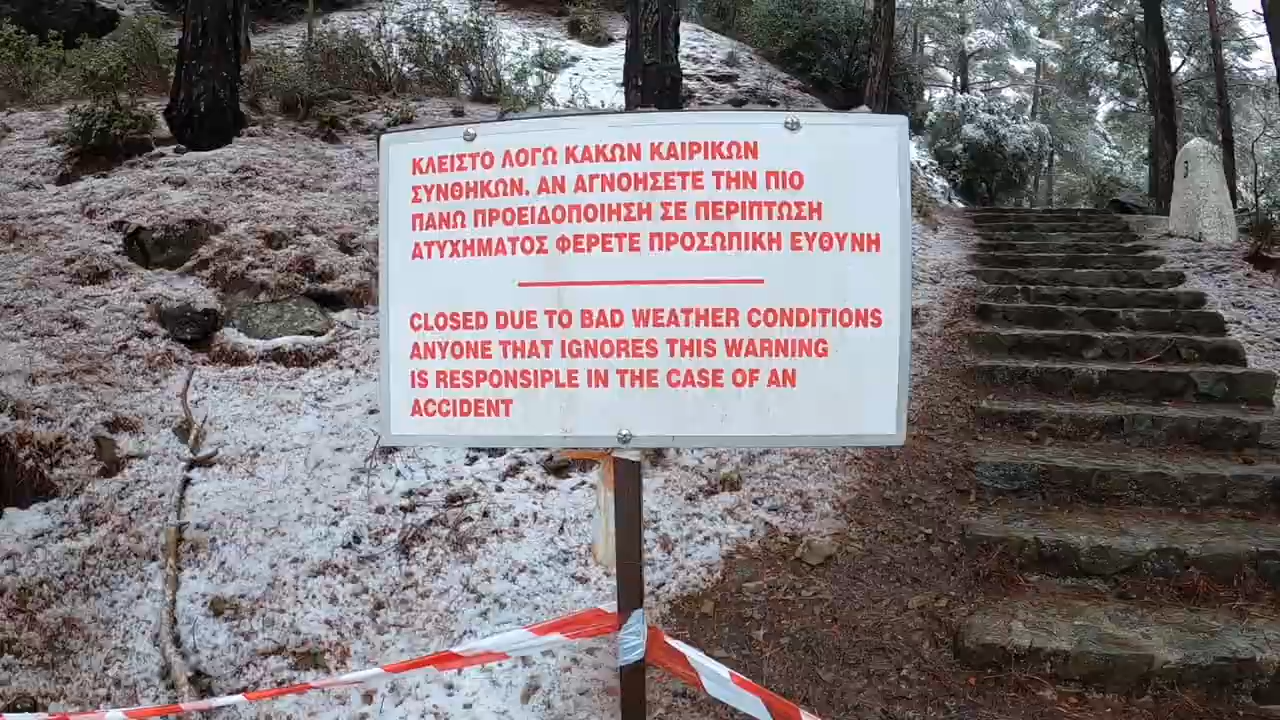 ΚΛΕΙΣΤΟ ΛΟΓΩ ΚΑΚΩΝ ΚΑΙΡΙΚΩΝ
ΣΥΝΘΗΚΩΝ. ΑΝ ΑΓΝΟΗΣΕΤΕ ΤΗΝ ΠΙΟ
ΠΑΝΩ ΠΡΟΕΙΔΟΠΟΙΗΣΗ ΣΕ ΠΕΡΙΠΤΩΣΗ
ΑΤΥΧΗΜΑΤΟΣ ΦΕΡΕΤΕ ΠΡΟΣΩΠΙΚΗ ΕΥΘΥΝΗ
CLOSED DUE TO BAD WEATHER CONDITIONS
ANYONE THAT IGNORES THIS WARNING
IS RESPONSIPLE IN THE CASE OF AN
ACCIDENT
3